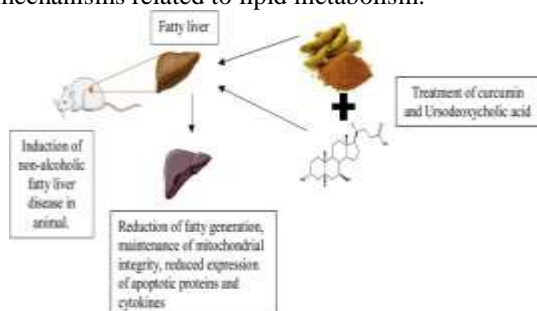 mechanisms related to lipid metabolism.
Fatty liver
Treatment of curcumin
and Ursodeoxycholic acid
Induction of
non-alcoholic
fatty liver
disease in
animal.
Reduction of fatty generation,
maintenance of mitochondrial
integrity, reduced expression
of apoptotic proteins and
cytokines